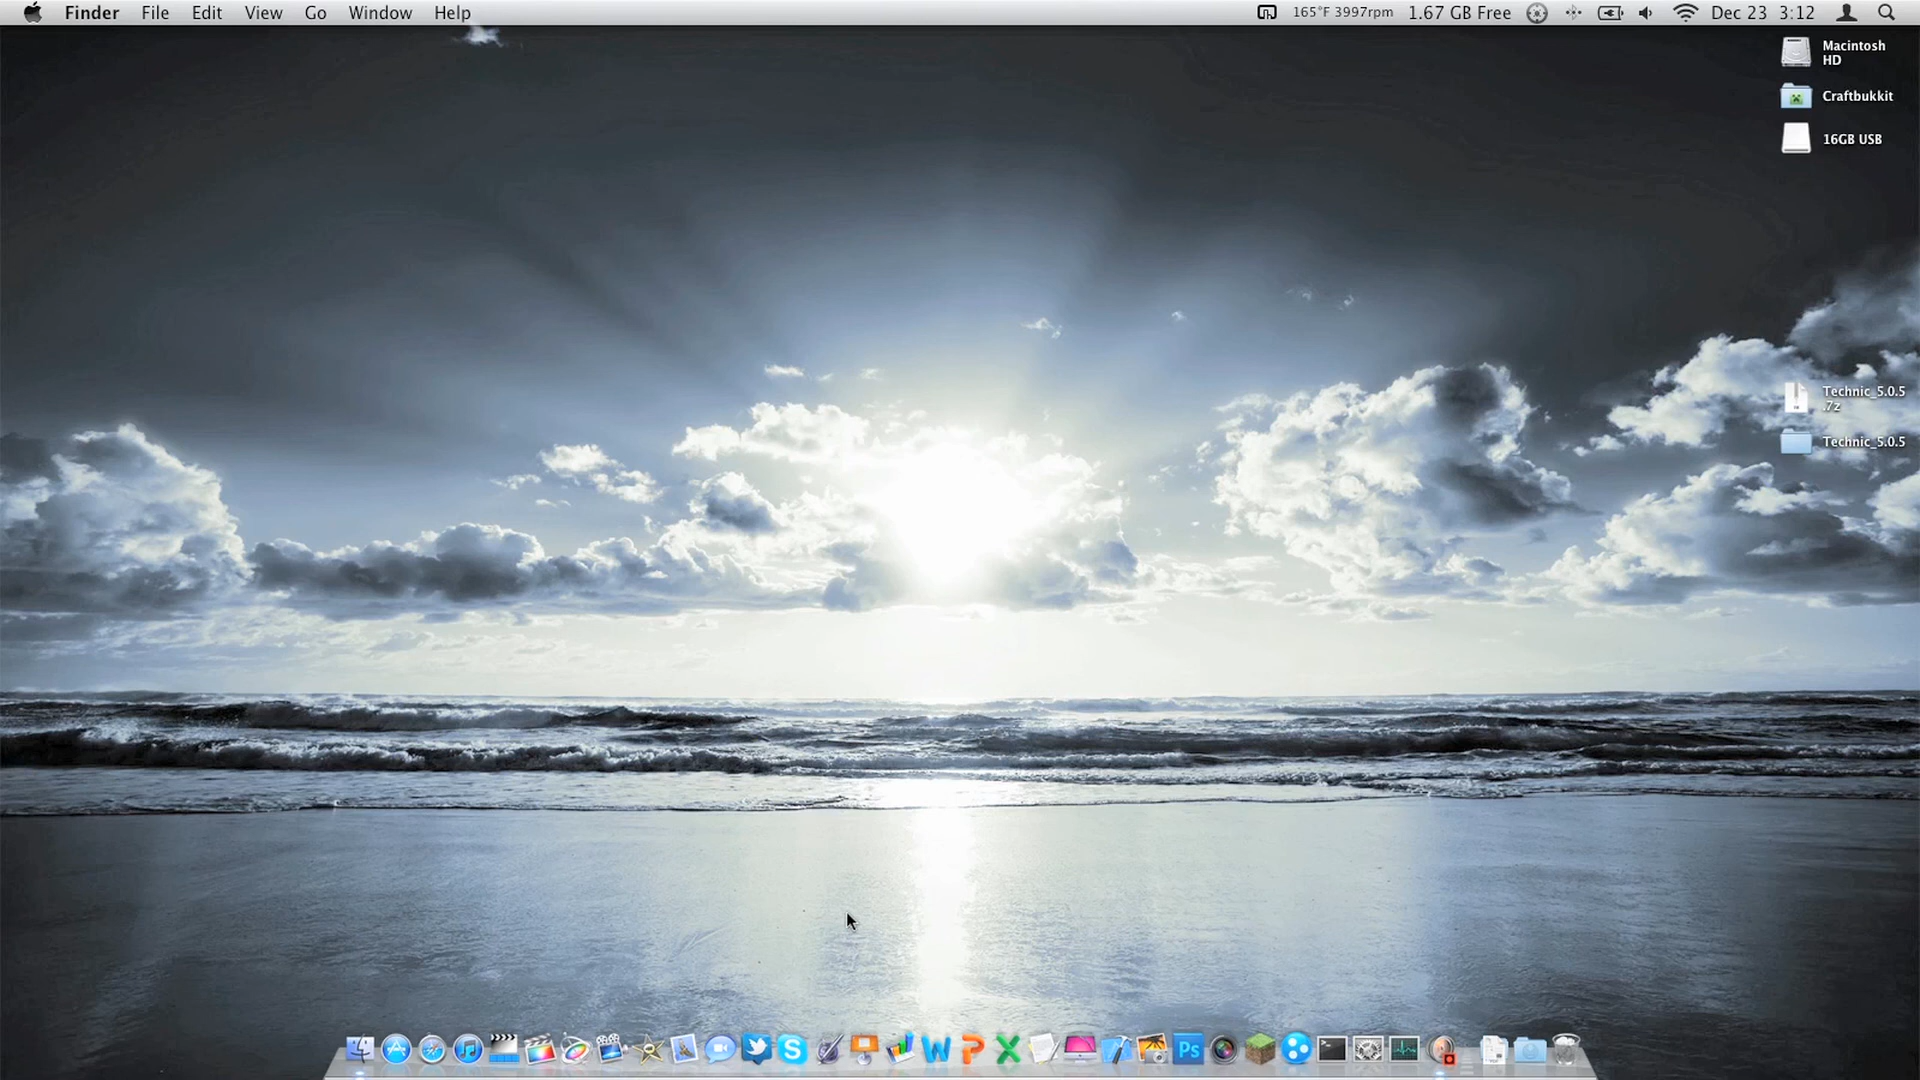 Finder File Edit View Go Window Help 165°F 3997rpm 1.67 GB Free Dec 23 3:12
Macintosh
HD
Craftbukkit
16GB USB
Technic_5.0.5
.7z
Technic_5.0.5
Ps